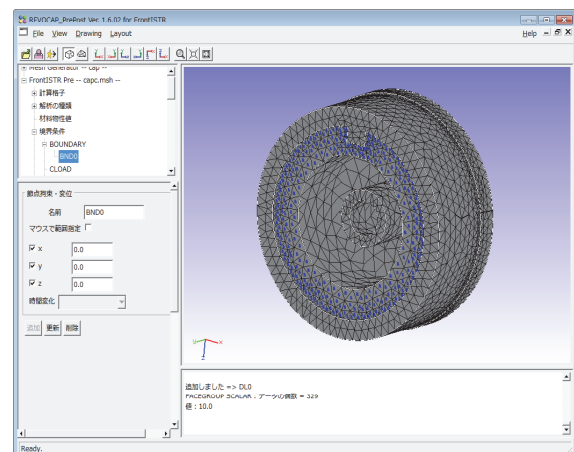 REVOCAP_PrePost Ver. 1.6.02 for FrontISTR
File View Drawing Layout Help
Mesh Generator -- cap --
FrontISTR Pre -- capc.msh --
計算格子
解析の種類
材料物性値
境界条件
BOUNDARY
BND0
CLOAD
節点拘束・変位
名前 BND0
マウスで範囲指定
x 0.0
y 0.0
z 0.0
時間変化
追加 更新 削除
y x
z
追加しました => DL0
FACEGROUP SCALAR : データの個数 = 329
値 : 10.0
Ready.